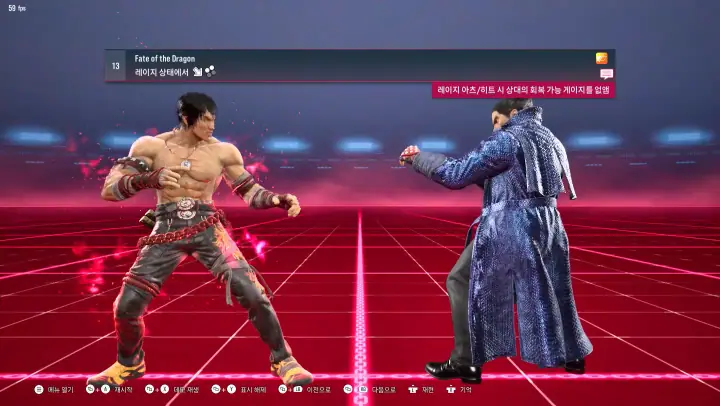 59 fps
13
Fate of the Dragon
레이지 상태에서
레이지 아츠/히트 시 상대의 회복 가능 게이지를 없앰
메뉴 열기 재시작 데모 재생 Y 표시 해제 LB 이전으로 다음으로 재현 기억